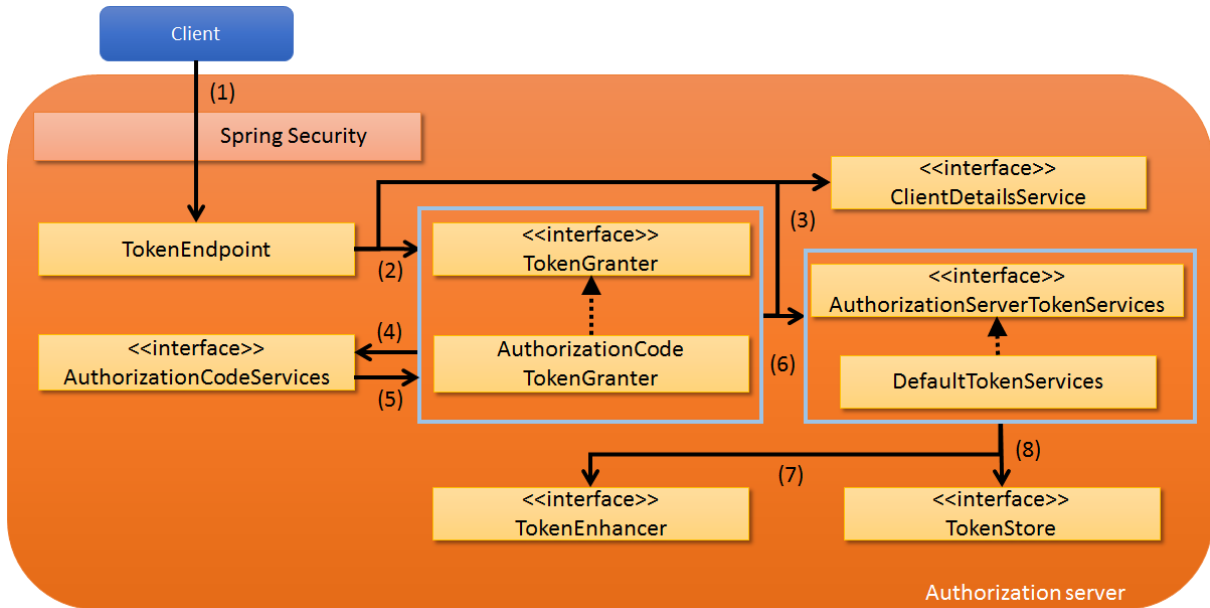 Client
(1)
Spring Security
<<interface>>
ClientDetailsService
TokenEndpoint
(2)
<<interface>>
TokenGranter
(3)
<<interface>>
AuthorizationServerTokenServices
<<interface>>
AuthorizationCodeServices
(4)
(5)
AuthorizationCode
TokenGranter
(6)
DefaultTokenServices
(7)
(8)
<<interface>>
TokenEnhancer
<<interface>>
TokenStore
Authorization server